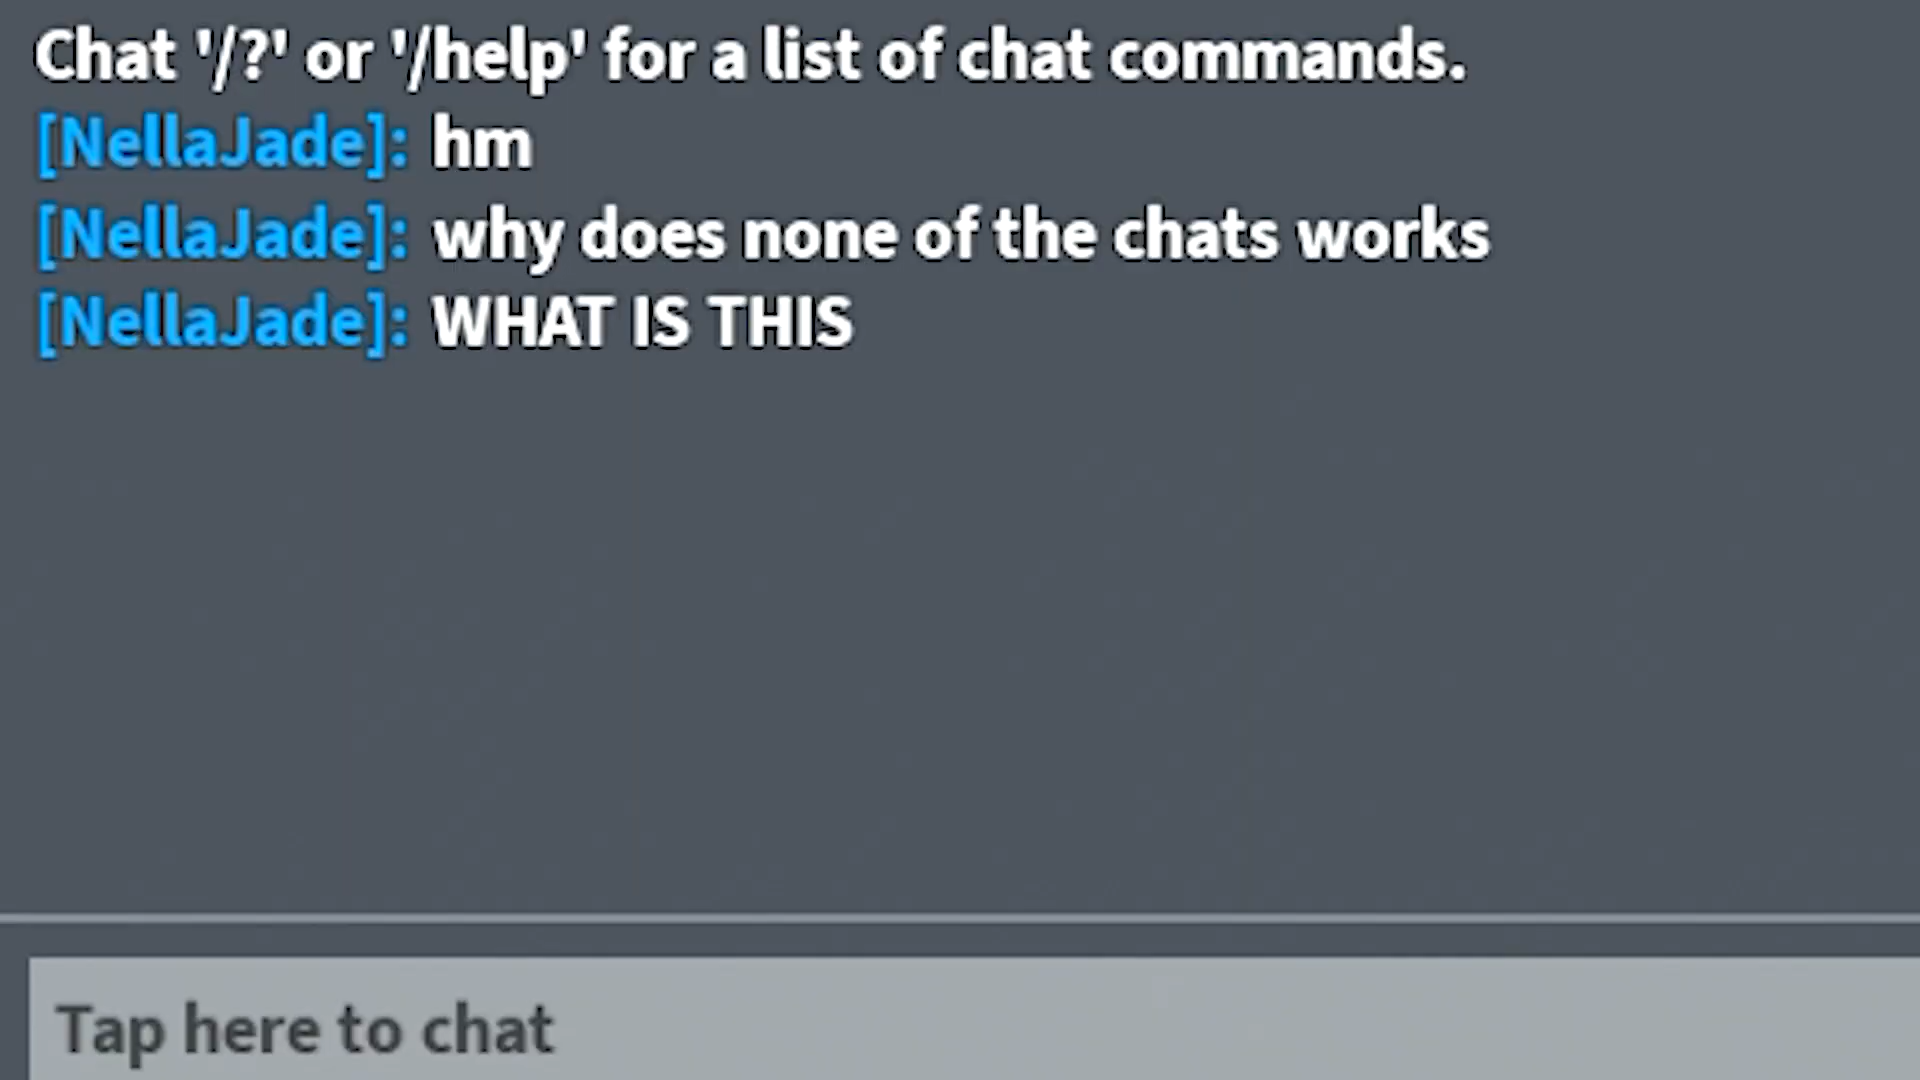 Chat '/?' or '/help' for a list of chat commands.
[NellaJade]: hm
[NellaJade]: why does none of the chats works
[NellaJade]: WHAT IS THIS
Tap here to chat